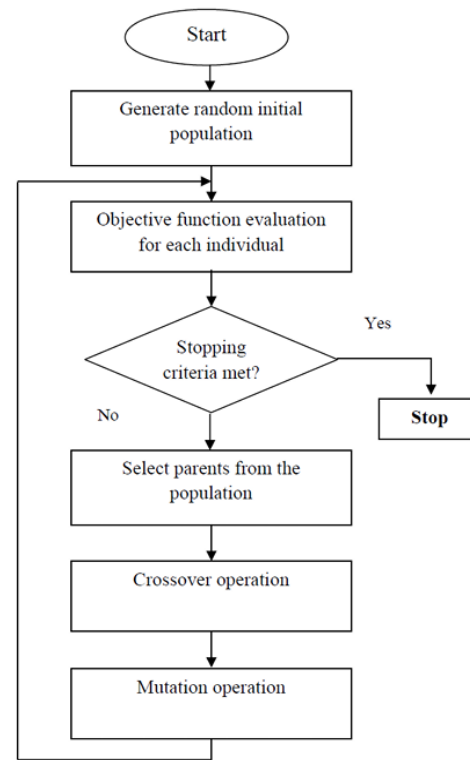 Start
Generate random initial
population
Objective function evaluation
for each individual
Yes
Stopping
criteria met?
Stop
No
Select parents from the
population
Crossover operation
Mutation operation